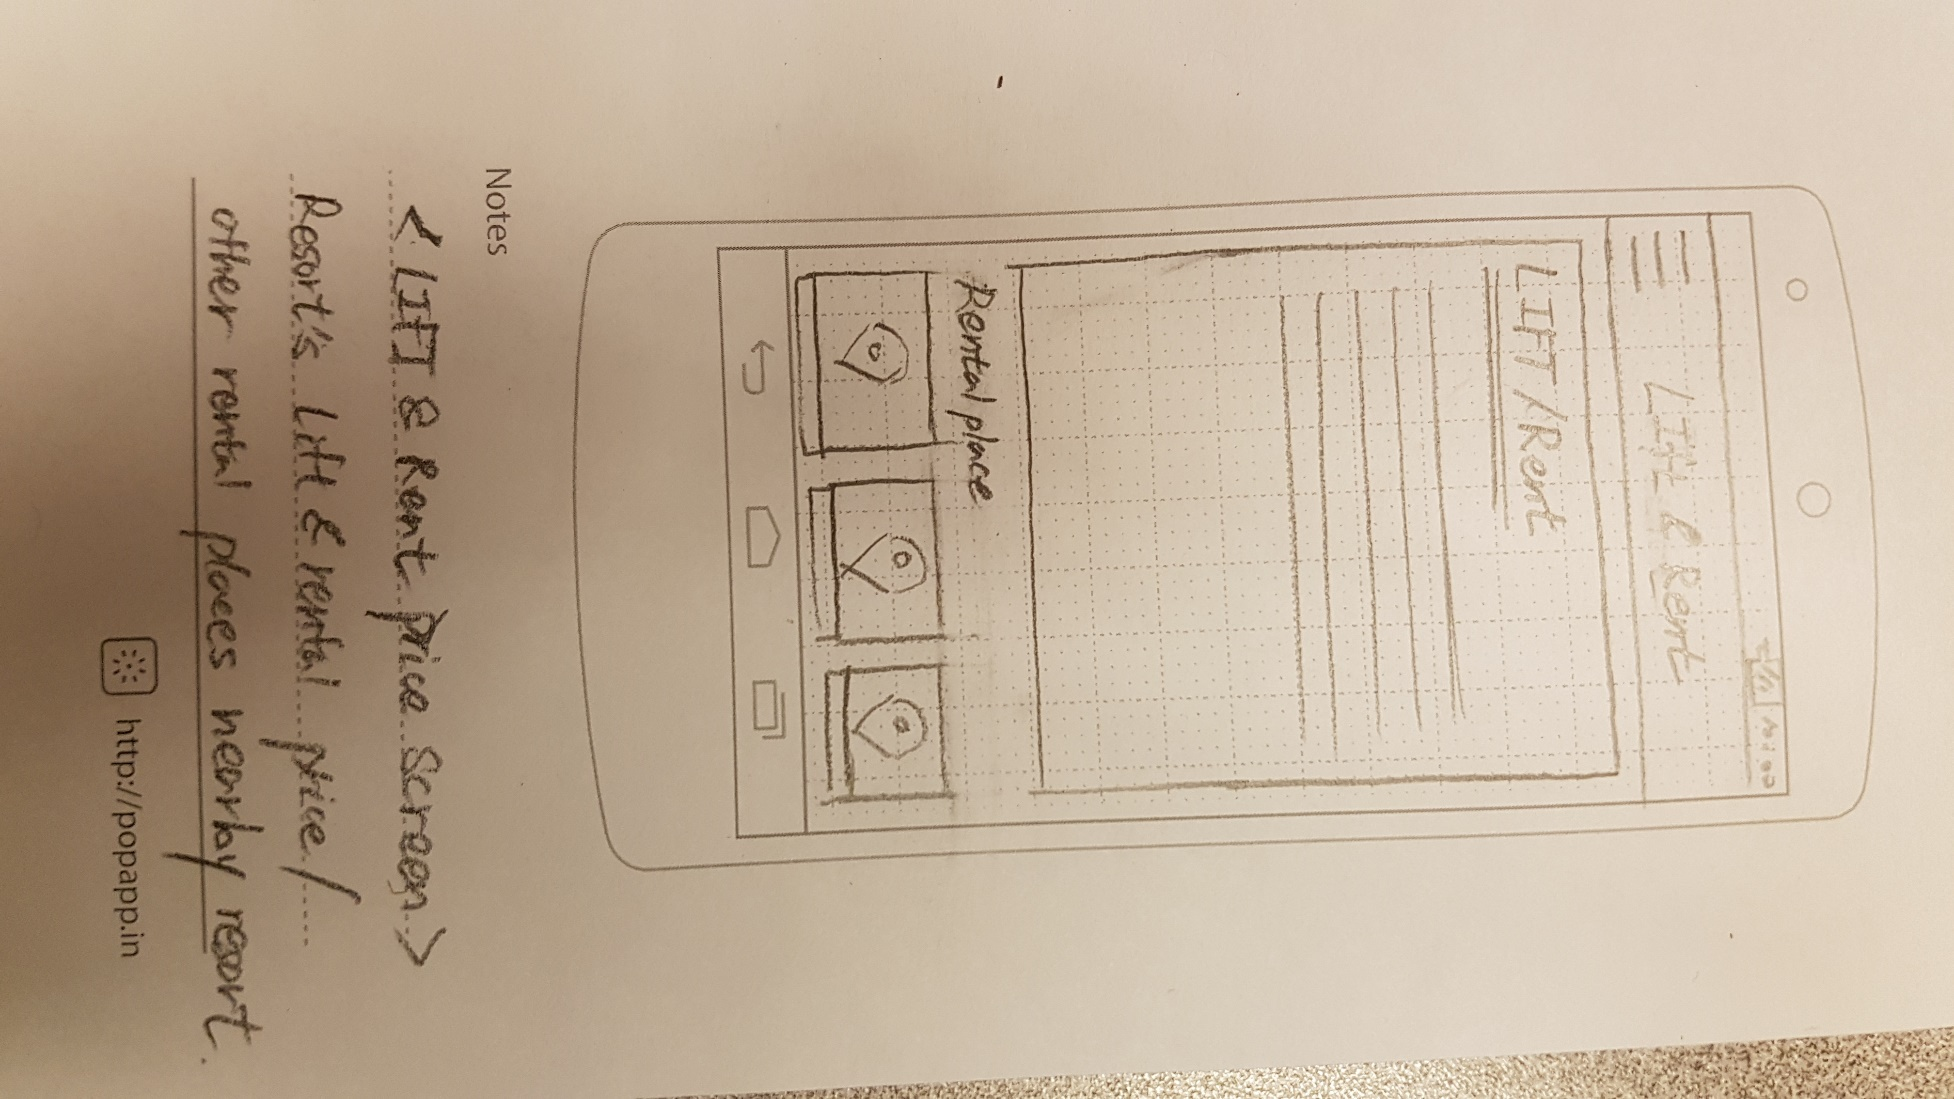 LIft & Rent
LIFT/Rent
Rental place
Notes
< LIFT & Rent price Screen>
Resort's Lift & rental price/
other rental places nearby resort.
http://popapp.in